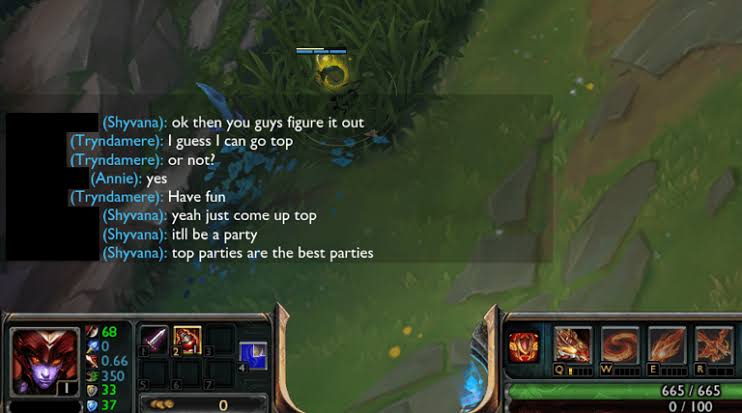 (Shyvana): ok then you guys figure it out
(Tryndamere): I guess I can go top
(Tryndamere): or not?
(Annie): yes
(Tryndamere): Have fun
(Shyvana): yeah just come up top
(Shyvana): itll be a party
(Shyvana): top parties are the best parties
68
0
0.66
350
33
37
1
1 2 3
4
5 6 7
0
Q W E R
665 / 665
0 / 100